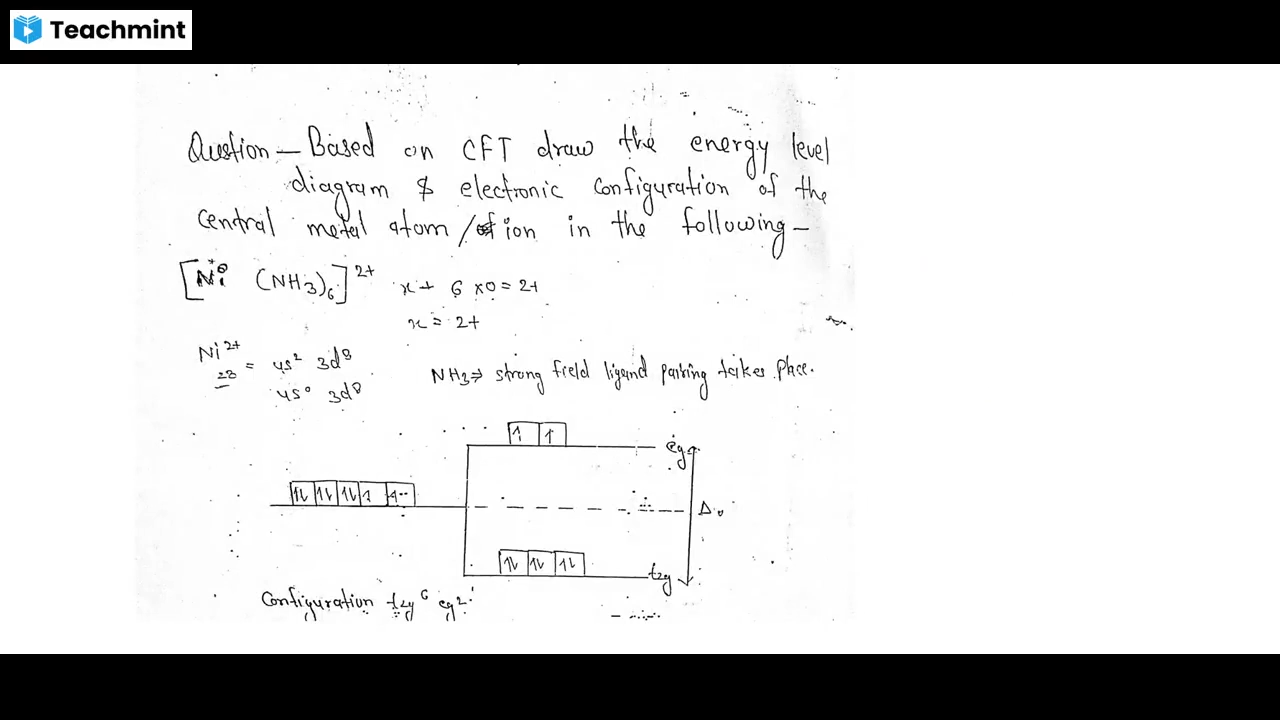 Teachmint
Qustion - Based on CFT draw the energy level
diagram & electronic configuration of the
central metal atom / ion in the following -
[Ni (NH3)6]2+ x + 6 x0 = 2+
x = 2+
Ni2+ = 4s2 3d8
28
4s0 3d8
NH3 ⇒ strong field ligand pairing takes place.
eg
Δo
t2g
Configuration t2g6 eg2